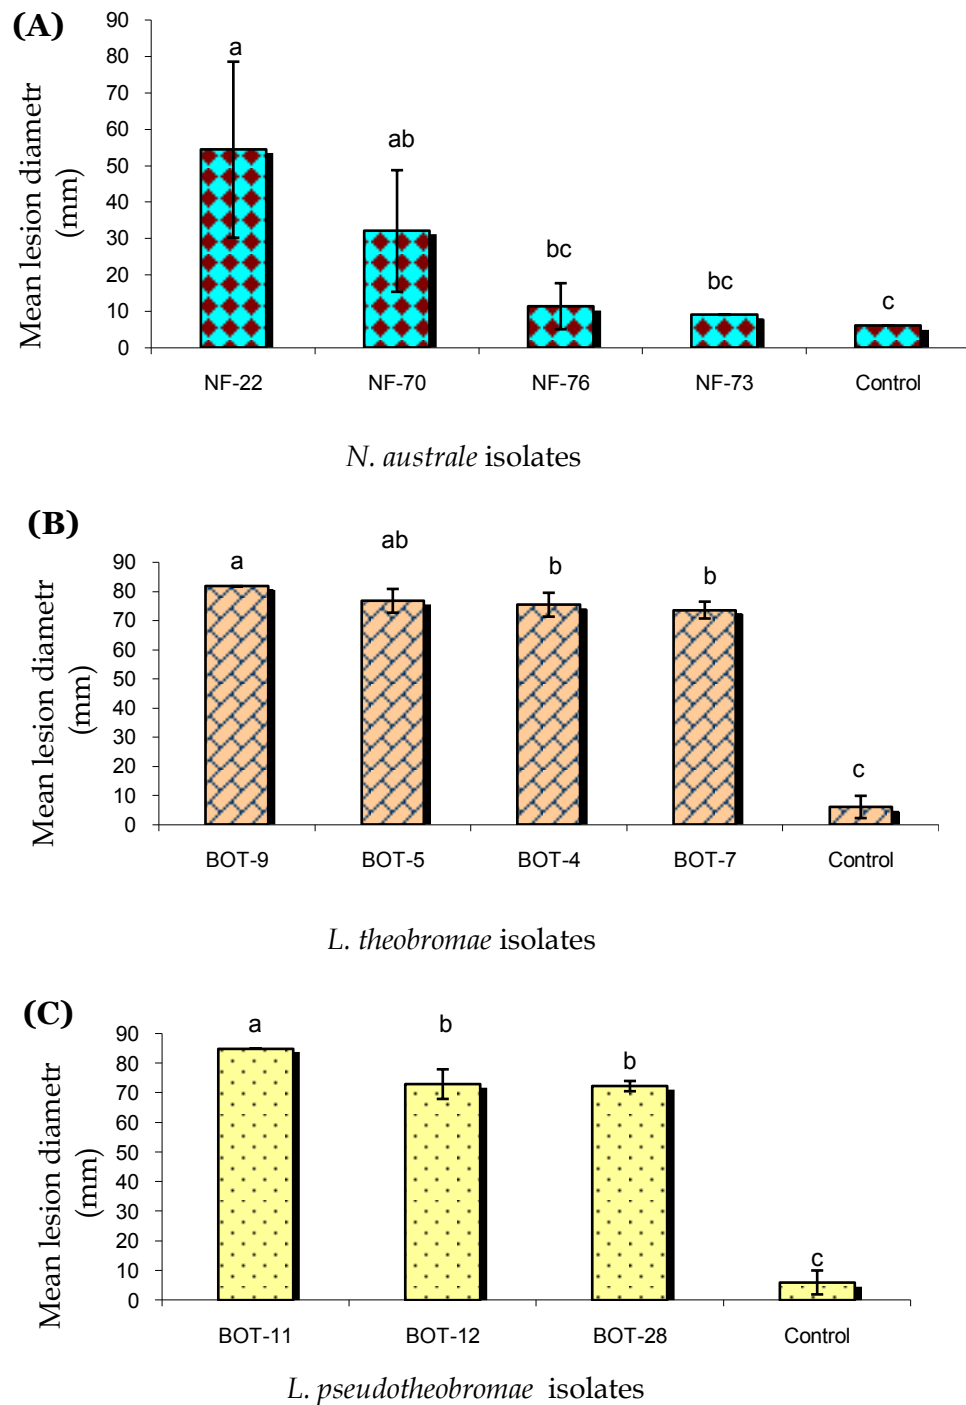 (A)
Mean lesion diametr
(mm)
90
80
70
60
50
40
30
20
10
0
a
ab
bc
bc
c
NF-22 NF-70 NF-76 NF-73 Control
N. australe isolates
(B)
Mean lesion diametr
(mm)
90
80
70
60
50
40
30
20
10
0
a
ab
b
b
c
BOT-9 BOT-5 BOT-4 BOT-7 Control
L. theobromae isolates
(C)
Mean lesion diametr
(mm)
90
80
70
60
50
40
30
20
10
0
a
b
b
c
BOT-11 BOT-12 BOT-28 Control
L. pseudotheobromae isolates